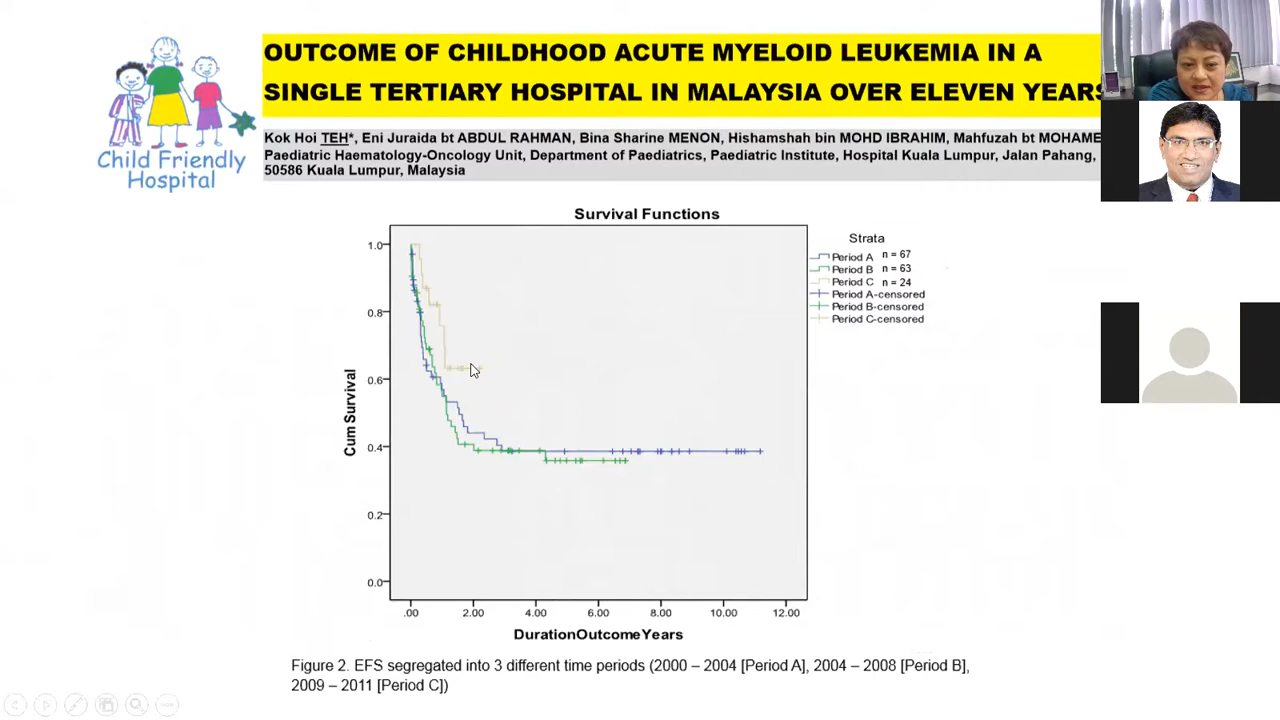 OUTCOME OF CHILDHOOD ACUTE MYELOID LEUKEMIA IN A
SINGLE TERTIARY HOSPITAL IN MALAYSIA OVER ELEVEN YEARS
Kok Hoi TEH*, Eni Juraida bt ABDUL RAHMAN, Bina Sharine MENON, Hishamshah bin MOHD IBRAHIM, Mahfuzah bt MOHAME
Paediatric Haematology-Oncology Unit, Department of Paediatrics, Paediatric Institute, Hospital Kuala Lumpur, Jalan Pahang,
50586 Kuala Lumpur, Malaysia
Child Friendly
Hospital
Survival Functions
Cum Survival
1.0
0.8
0.6
0.4
0.2
0.0
.00 2.00 4.00 6.00 8.00 10.00 12.00
DurationOutcomeYears
Strata
Period A n = 67
Period B n = 63
Period C n = 24
Period A-censored
Period B-censored
Period C-censored
Figure 2. EFS segregated into 3 different time periods (2000 – 2004 [Period A], 2004 – 2008 [Period B],
2009 – 2011 [Period C])